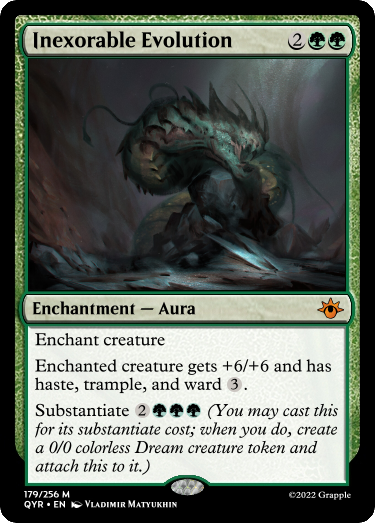 Inexorable Evolution 2
Enchantment — Aura
Enchant creature
Enchanted creature gets +6/+6 and has
haste, trample, and ward 3.
Substantiate 2 (You may cast this
for its substantiate cost; when you do, create
a 0/0 colorless Dream creature token and
attach this to it.)
179/256 M
QYR • EN Vladimir Matyukhin ©2022 Grapple